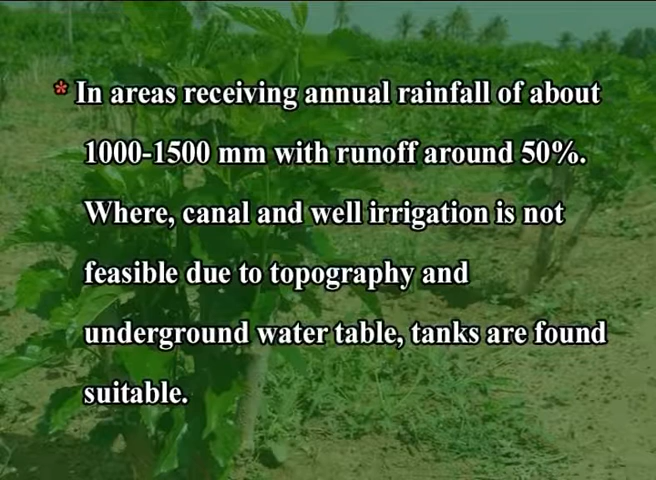 * In areas receiving annual rainfall of about
1000-1500 mm with runoff around 50%.
Where, canal and well irrigation is not
feasible due to topography and
underground water table, tanks are found
suitable.